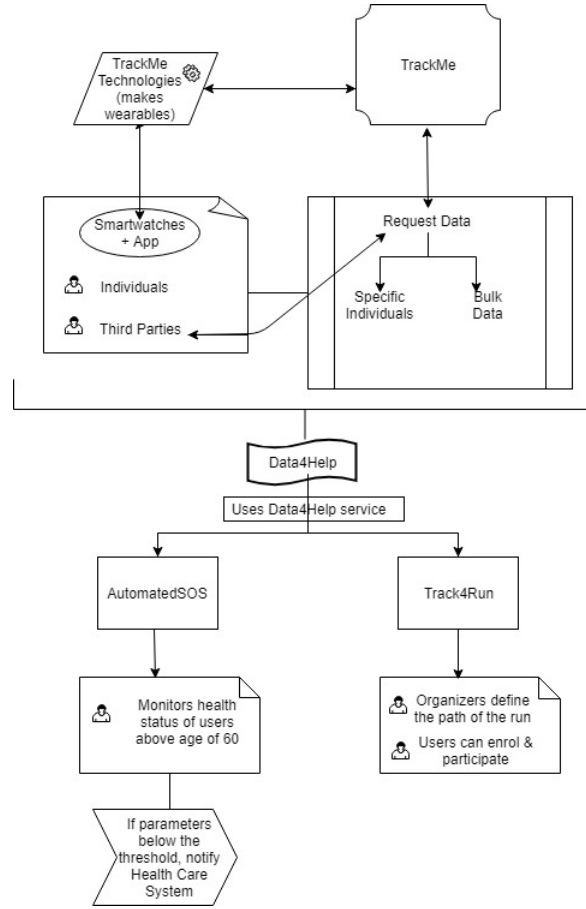 TrackMe
Technologies
(makes
wearables)
TrackMe
Smartwatches
+ App
Individuals
Third Parties
Request Data
Specific
Individuals
Bulk
Data
Data4Help
Uses Data4Help service
AutomatedSOS
Track4Run
Monitors health
status of users
above age of 60
Organizers define
the path of the run
Users can enrol &
participate
If parameters
below the
threshold, notify
Health Care
System